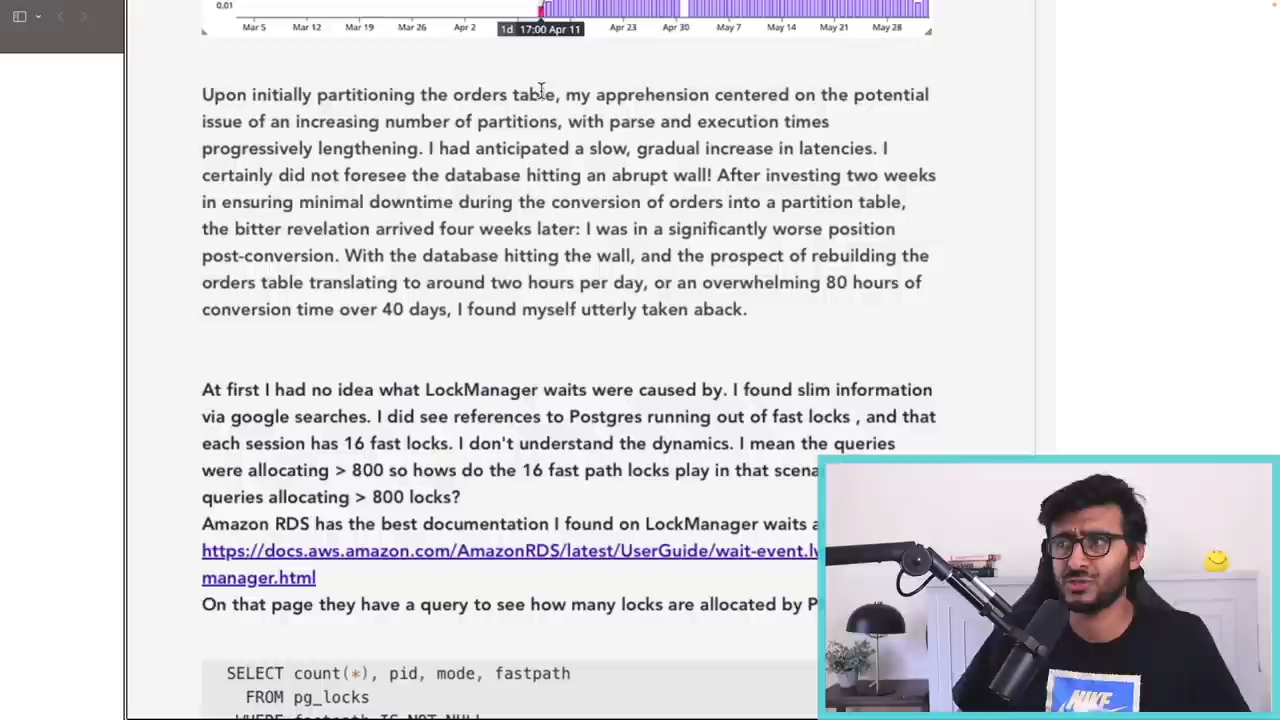 0.01
Mar 5 Mar 12 Mar 19 Mar 26 Apr 2 1d 17:00 Apr 11 Apr 23 Apr 30 May 7 May 14 May 21 May 28
Upon initially partitioning the orders table, my apprehension centered on the potential
issue of an increasing number of partitions, with parse and execution times
progressively lengthening. I had anticipated a slow, gradual increase in latencies. I
certainly did not foresee the database hitting an abrupt wall! After investing two weeks
in ensuring minimal downtime during the conversion of orders into a partition table,
the bitter revelation arrived four weeks later: I was in a significantly worse position
post-conversion. With the database hitting the wall, and the prospect of rebuilding the
orders table translating to around two hours per day, or an overwhelming 80 hours of
conversion time over 40 days, I found myself utterly taken aback.
At first I had no idea what LockManager waits were caused by. I found slim information
via google searches. I did see references to Postgres running out of fast locks , and that
each session has 16 fast locks. I don't understand the dynamics. I mean the queries
were allocating > 800 so hows do the 16 fast path locks play in that
queries allocating > 800 locks?
Amazon RDS has the best documentation I found on LockManager waits
https://docs.aws.amazon.com/AmazonRDS/latest/UserGuide/wait-event.
manager.html
On that page they have a query to see how many locks are allocated by
SELECT count(*), pid, mode, fastpath
FROM pg_locks
WHERE fastpath IS NOT NULL
NIKE